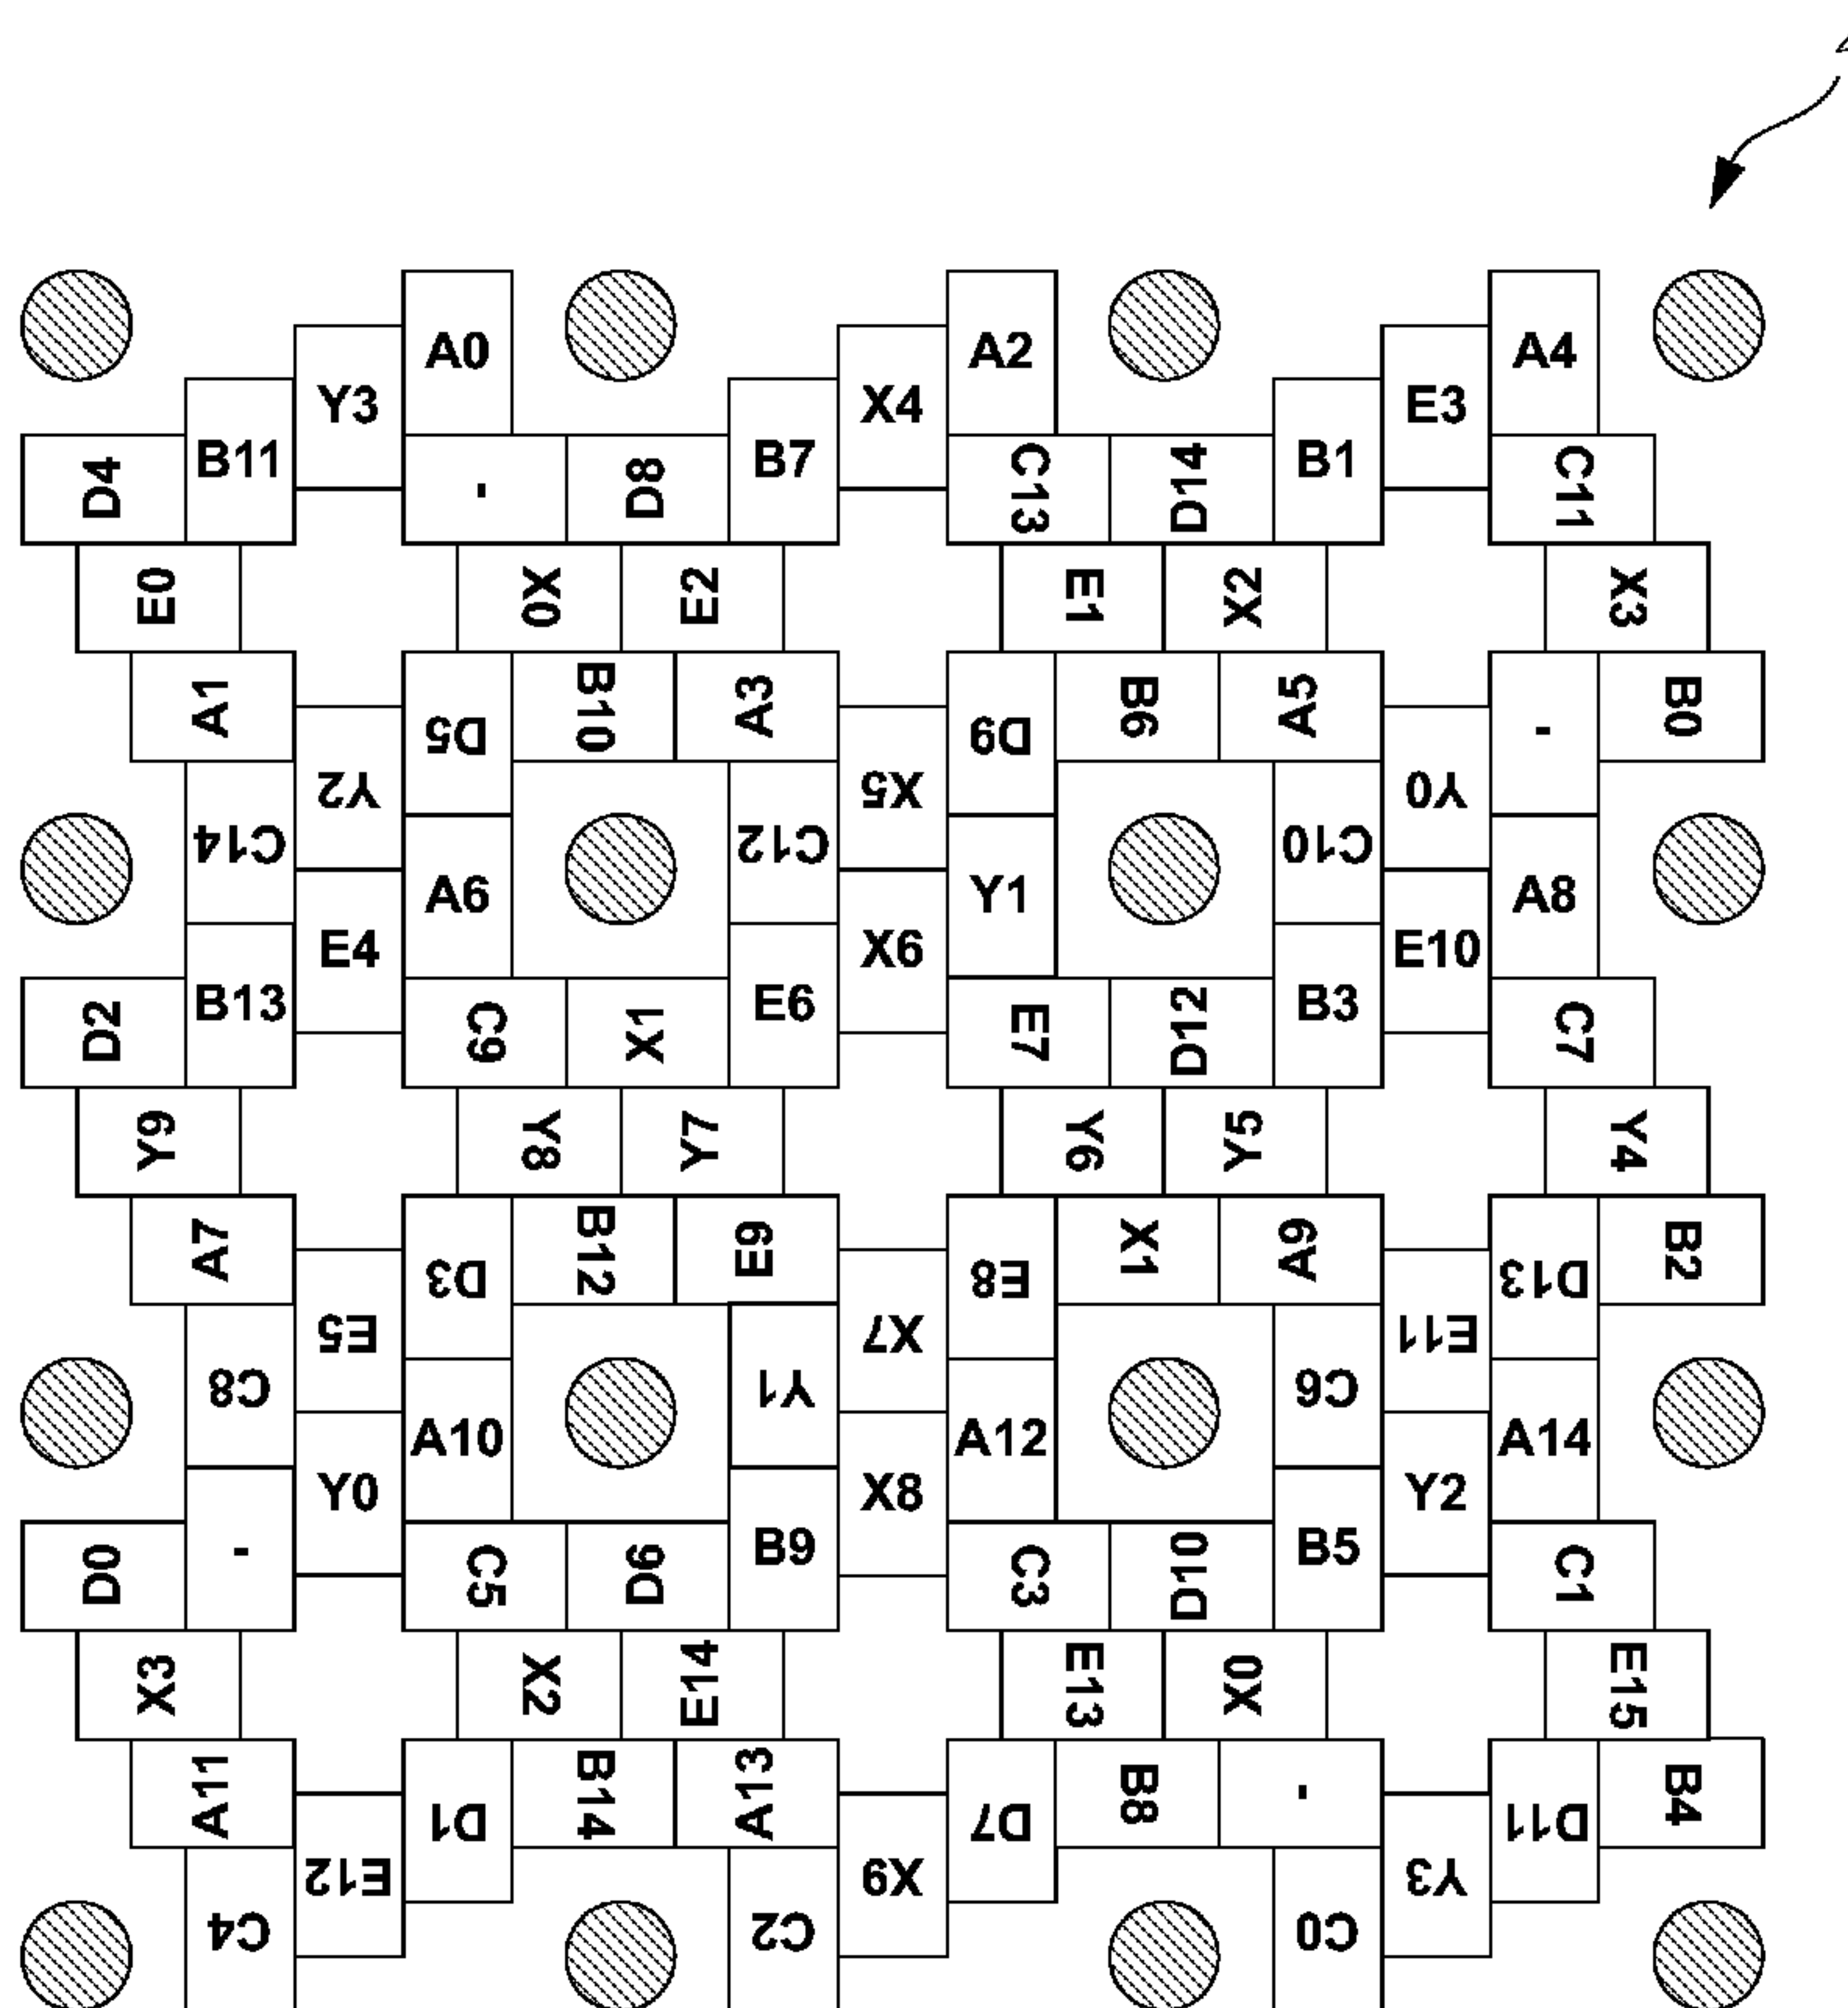 A0 A2 A4
Y3 X4 E3
B11 B7 B1
D4 - D8 C13 D14 C11
E0 X0 E2 E1 X2 X3
A1 B10 A3 B6 A5 B0
D5 D9 -
Y2 X5 Y0
C14 C12 C10
A6 Y1 A8
E4 X6 E10
B13 E6 B3
D2 C9 X1 E7 D12 C7
Y9 Y8 Y7 Y6 Y5 Y4
A7 B12 E9 X1 A9 B2
D3 E8 D13
E5 X7 E11
C8 Y1 C6
A10 A12 A14
Y0 X8 Y2
- B9 B5
D0 C5 D6 C3 D10 C1
X3 X2 E14 E13 X0 E15
A11 B14 A13 B8 - B4
D1 D7 D11
E12 X9 Y3
C4 C2 C0